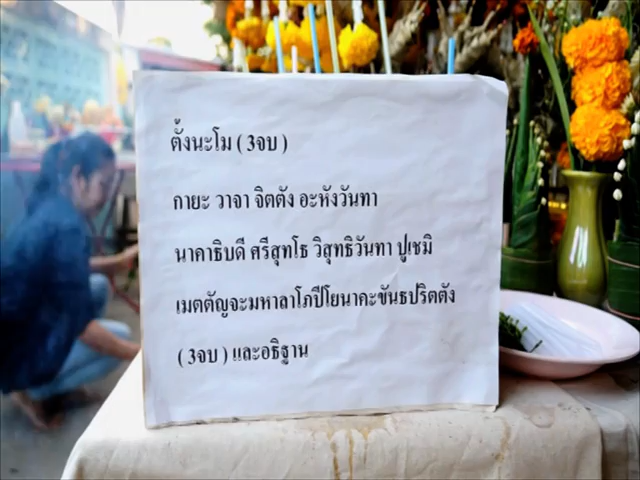 ตั้งนะโม ( 3จบ )
กายะ วาจา จิตตัง อะหังวันทา
นาคาธิบดี ศรีสุทโธ วิสุทธิวันทา ปูเชมิ
เมตตัญจะมหาลาโภปิโยนาคะขันธปริตตัง
( 3จบ ) และอธิฐาน